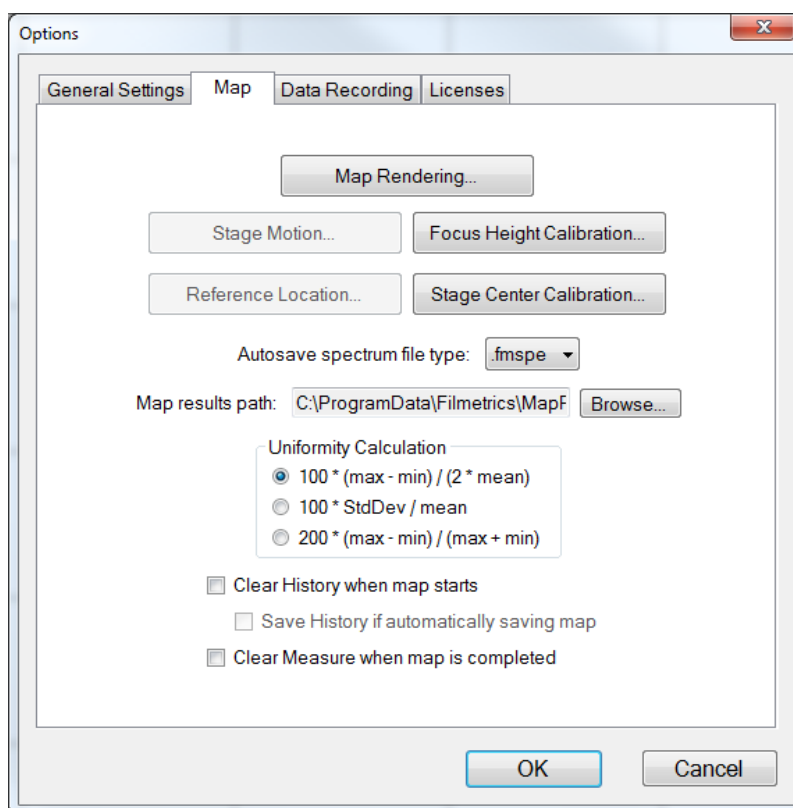 Options
General Settings Map Data Recording Licenses
Map Rendering...
Stage Motion... Focus Height Calibration...
Reference Location... Stage Center Calibration...
Autosave spectrum file type: .fmspe
Map results path: C:\ProgramData\Filmetrics\MapF Browse...
Uniformity Calculation
100 * (max - min) / (2 * mean)
100 * StdDev / mean
200 * (max - min) / (max + min)
Clear History when map starts
Save History if automatically saving map
Clear Measure when map is completed
OK Cancel